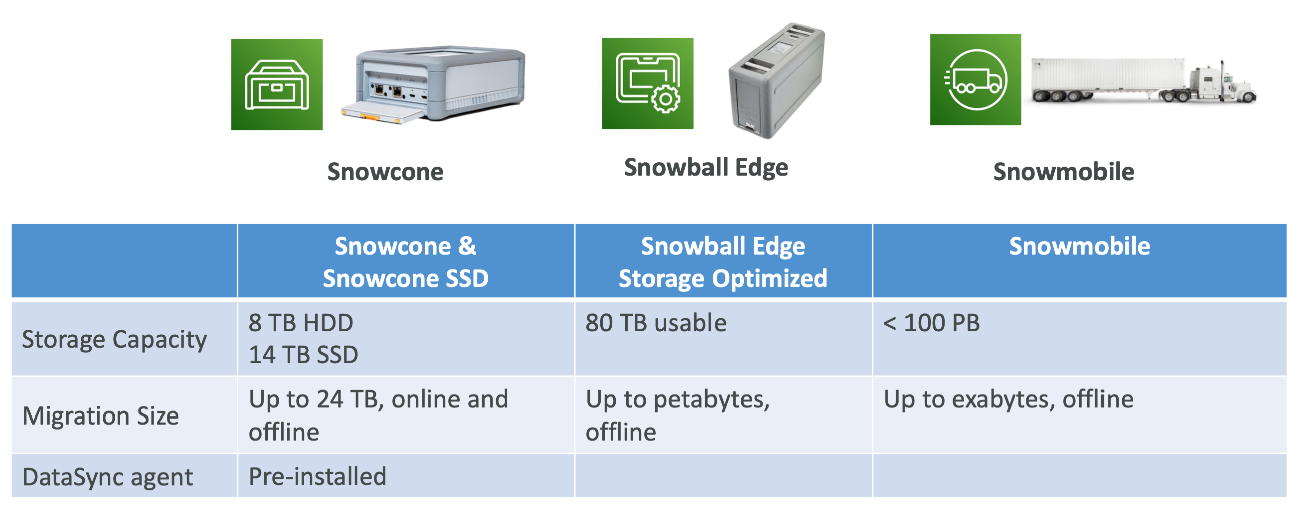 Snowcone
Snowball Edge
Snowmobile
Snowcone &
Snowcone SSD
Snowball Edge
Storage Optimized
Snowmobile
Storage Capacity
8 TB HDD
14 TB SSD
80 TB usable
< 100 PB
Migration Size
Up to 24 TB, online and
offline
Up to petabytes,
offline
Up to exabytes, offline
DataSync agent
Pre-installed